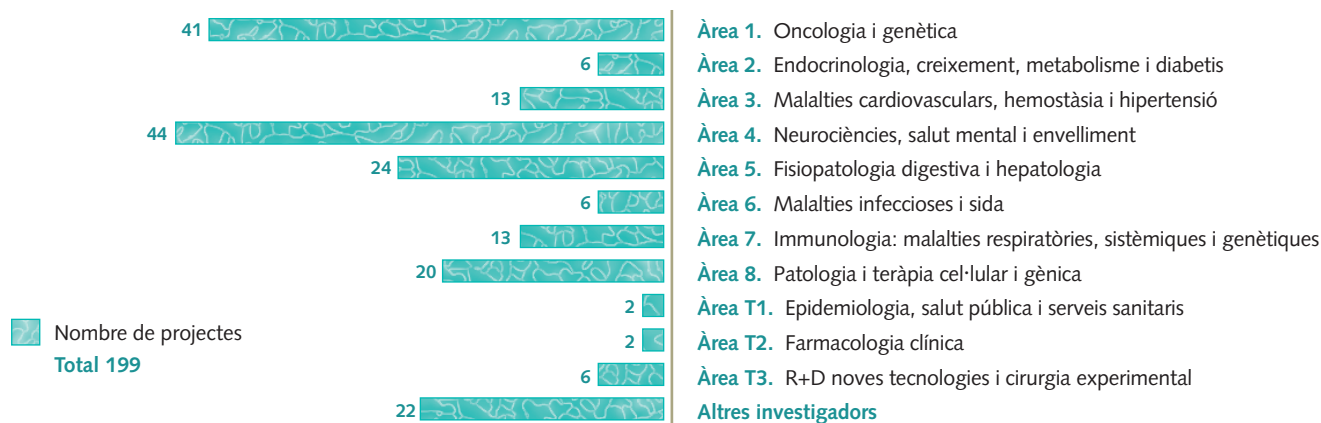 41 Àrea 1. Oncologia i genètica
6 Àrea 2. Endocrinologia, creixement, metabolisme i diabetis
13 Àrea 3. Malalties cardiovasculars, hemostàsia i hipertensió
44 Àrea 4. Neurociències, salut mental i envelliment
24 Àrea 5. Fisiopatologia digestiva i hepatologia
6 Àrea 6. Malalties infeccioses i sida
13 Àrea 7. Immunologia: malalties respiratòries, sistèmiques i genètiques
20 Àrea 8. Patologia i teràpia cel·lular i gènica
2 Àrea T1. Epidemiologia, salut pública i serveis sanitaris
2 Àrea T2. Farmacologia clínica
6 Àrea T3. R+D noves tecnologies i cirurgia experimental
22 Altres investigadors
Nombre de projectes
Total 199